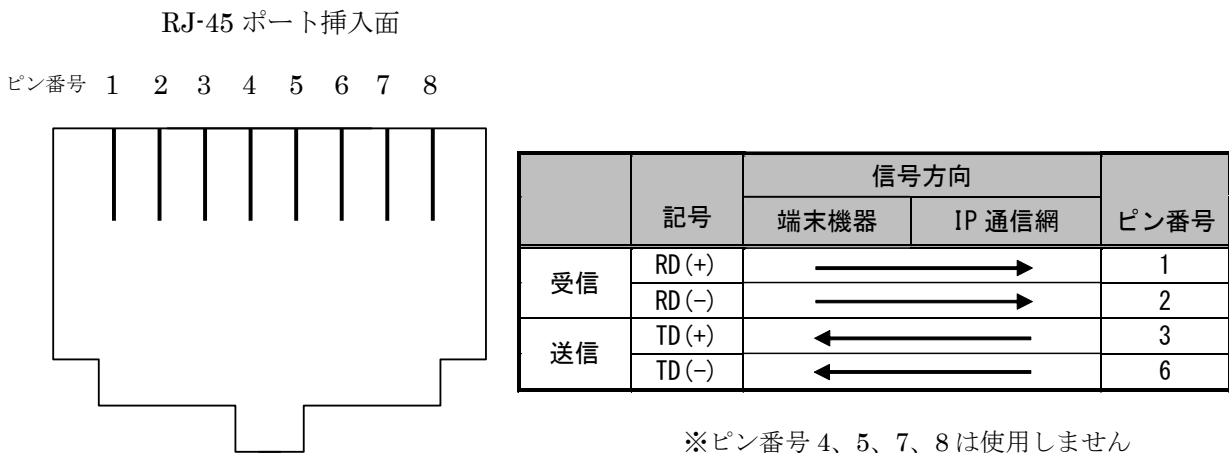 RJ-45 ポート挿入面
ピン番号 1 2 3 4 5 6 7 8
信号方向
記号 端末機器 IP 通信網 ピン番号
受信 RD(+) 1
RD(−) 2
送信 TD(+) 3
TD(−) 6
※ピン番号 4、5、7、8 は使用しません